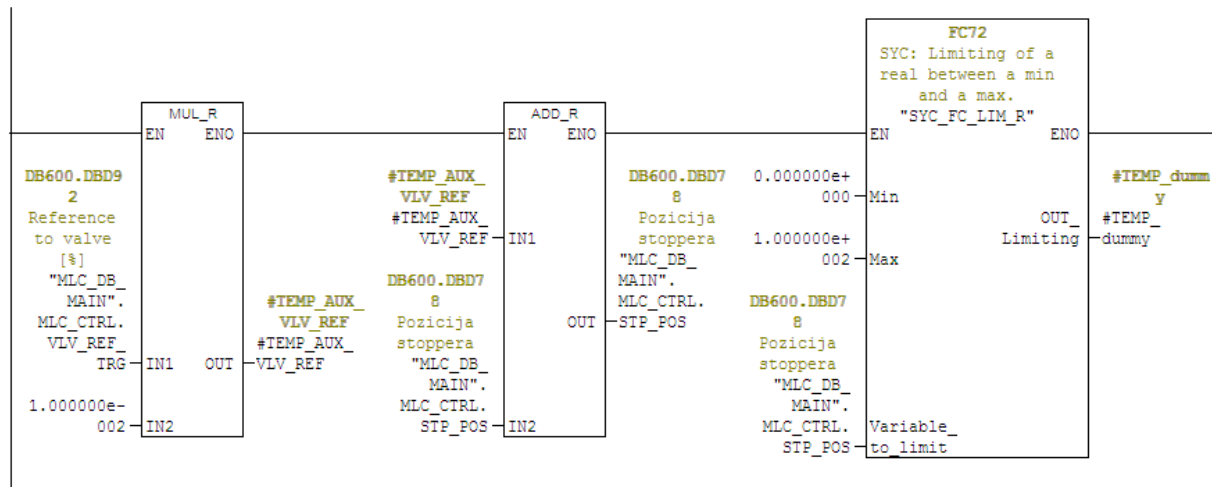 MUL_R
EN ENO
DB600.DBD9
2
Reference
to valve
[%]
"MLC_DB_
MAIN".
MLC_CTRL.
VLV_REF_
TRG IN1
1.000000e-
002 IN2
OUT
#TEMP_AUX_
VLV_REF
#TEMP_AUX_
VLV_REF
ADD_R
EN ENO
#TEMP_AUX_
VLV_REF
#TEMP_AUX_
VLV_REF IN1
DB600.DBD7
8
Pozicija
stoppera
"MLC_DB_
MAIN".
MLC_CTRL.
STP_POS IN2
DB600.DBD7
8
Pozicija
stoppera
"MLC_DB_
MAIN".
MLC_CTRL.
OUT STP_POS
FC72
SYC: Limiting of a
real between a min
and a max.
"SYC_FC_LIM_R"
EN ENO
0.000000e+
000 Min
1.000000e+
002 Max
DB600.DBD7
8
Pozicija
stoppera
"MLC_DB_
MAIN".
MLC_CTRL. Variable_
STP_POS to_limit
#TEMP_dumm
y
OUT_ #TEMP_
Limiting dummy